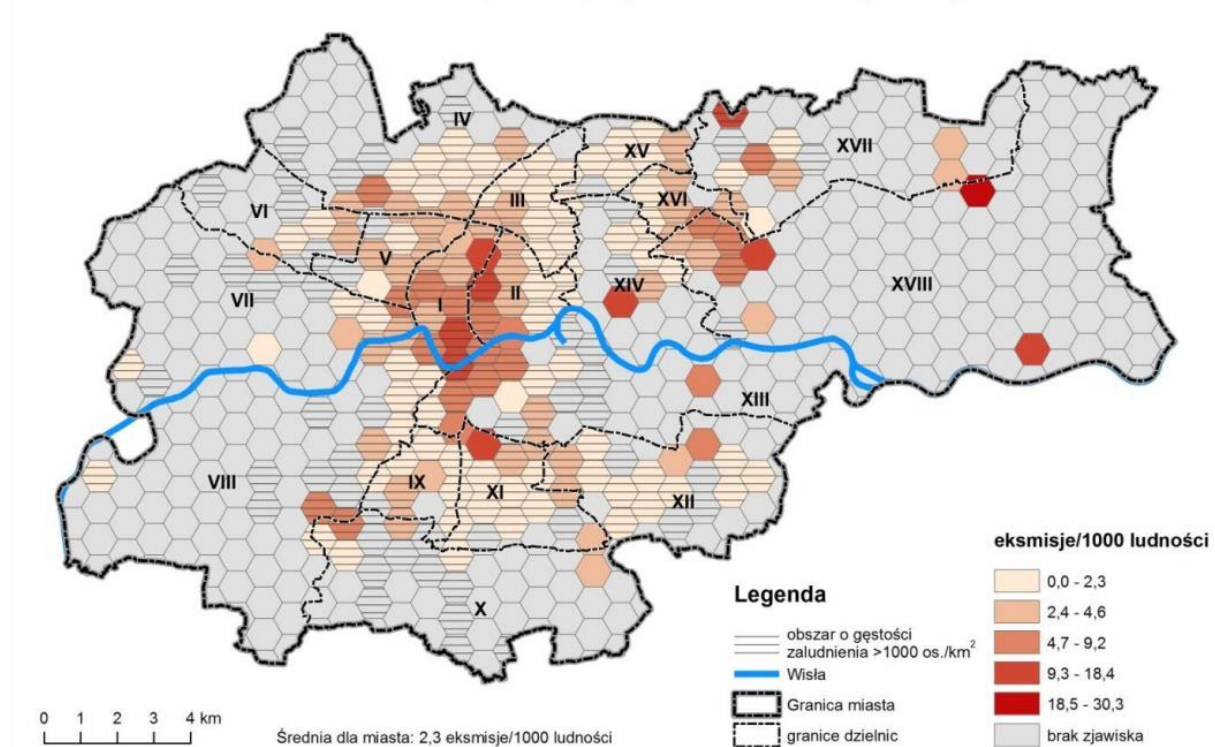 IV
XV
XVII
VI
III
XVI
V
VII
I
II
XIV
XVIII
XIII
VIII
IX
XI
XII
X
eksmisje/1000 ludności
0,0 - 2,3
2,4 - 4,6
4,7 - 9,2
9,3 - 18,4
18,5 - 30,3
brak zjawiska
Legenda
obszar o gęstości
zaludnienia >1000 os./km²
Wisła
Granica miasta
granice dzielnic
0 1 2 3 4 km
Średnia dla miasta: 2,3 eksmisje/1000 ludności